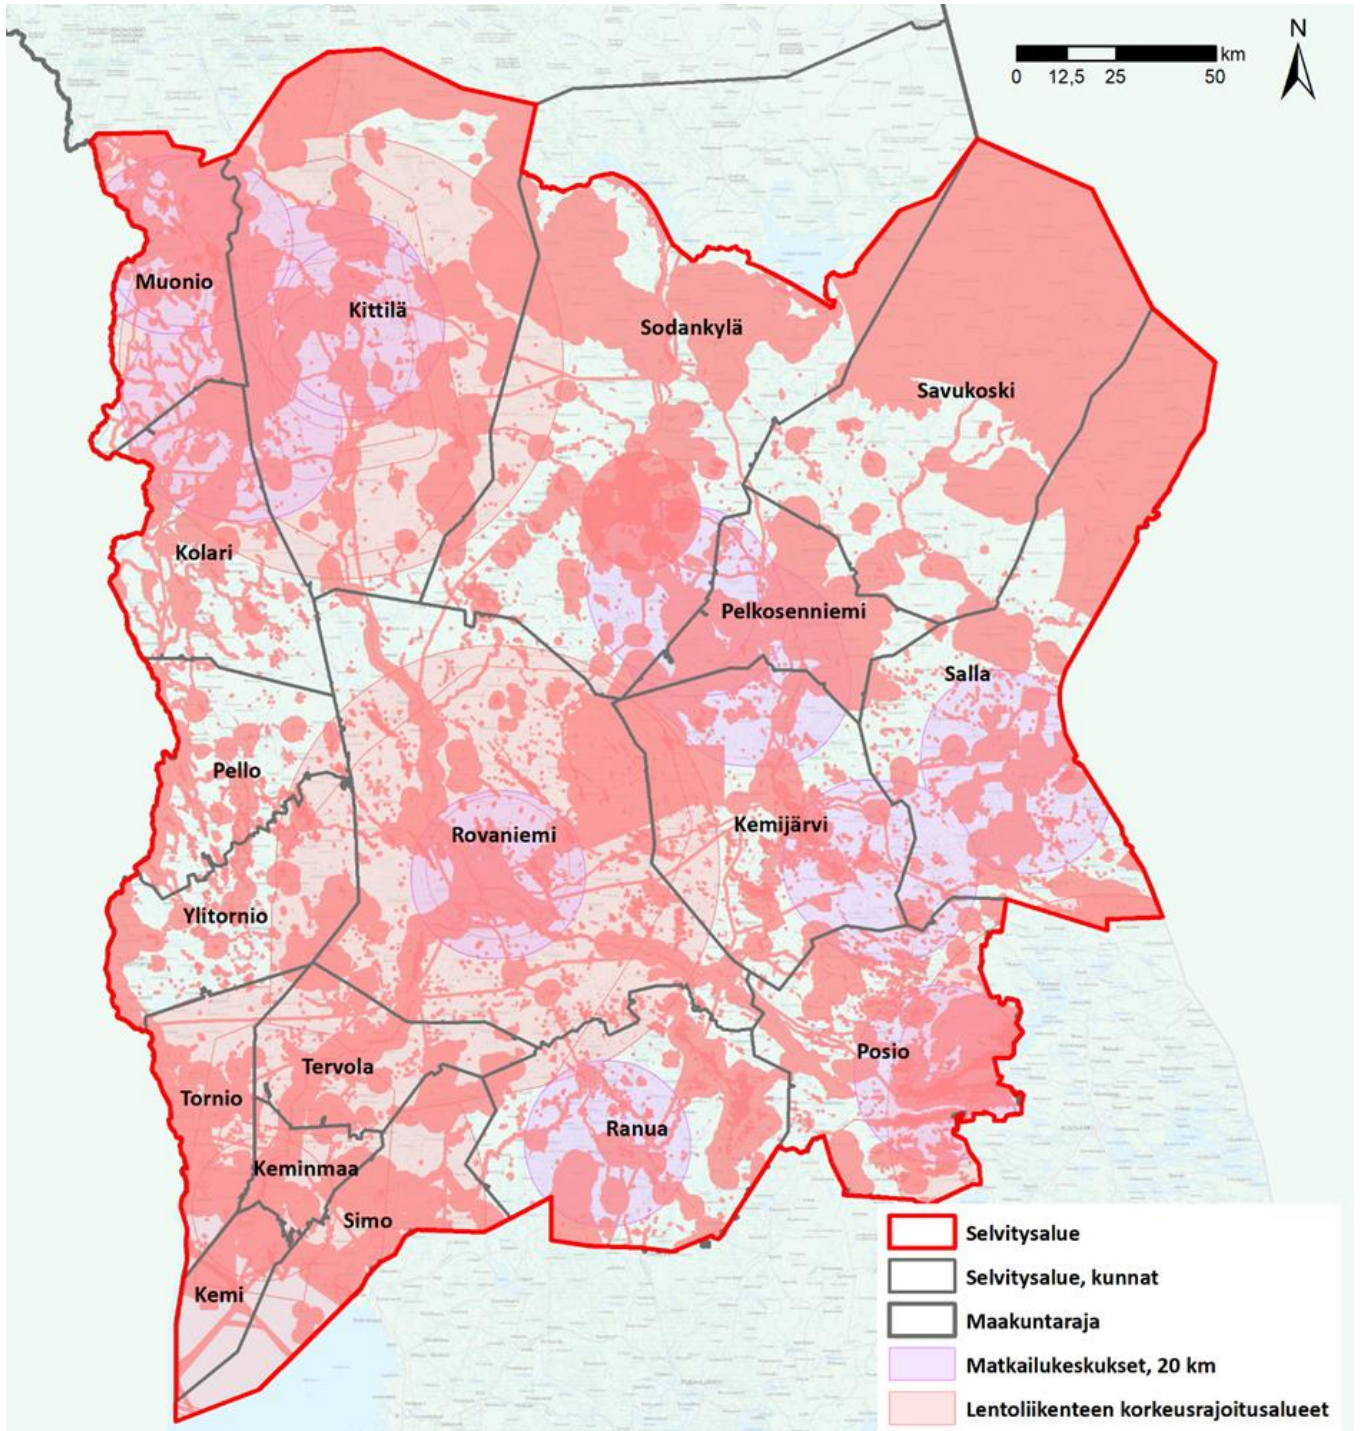 N
km
0 12,5 25 50
Muonio
Kittilä
Sodankylä
Savukoski
Kolari
Pelkosenniemi
Salla
Pello
Rovaniemi
Kemijärvi
Ylitornio
Tervola
Posio
Tornio
Ranua
Keminmaa
Simo
Kemi
Selvitysalue
Selvitysalue, kunnat
Maakuntaraja
Matkailukeskukset, 20 km
Lentoliikenteen korkeusrajoitusalueet